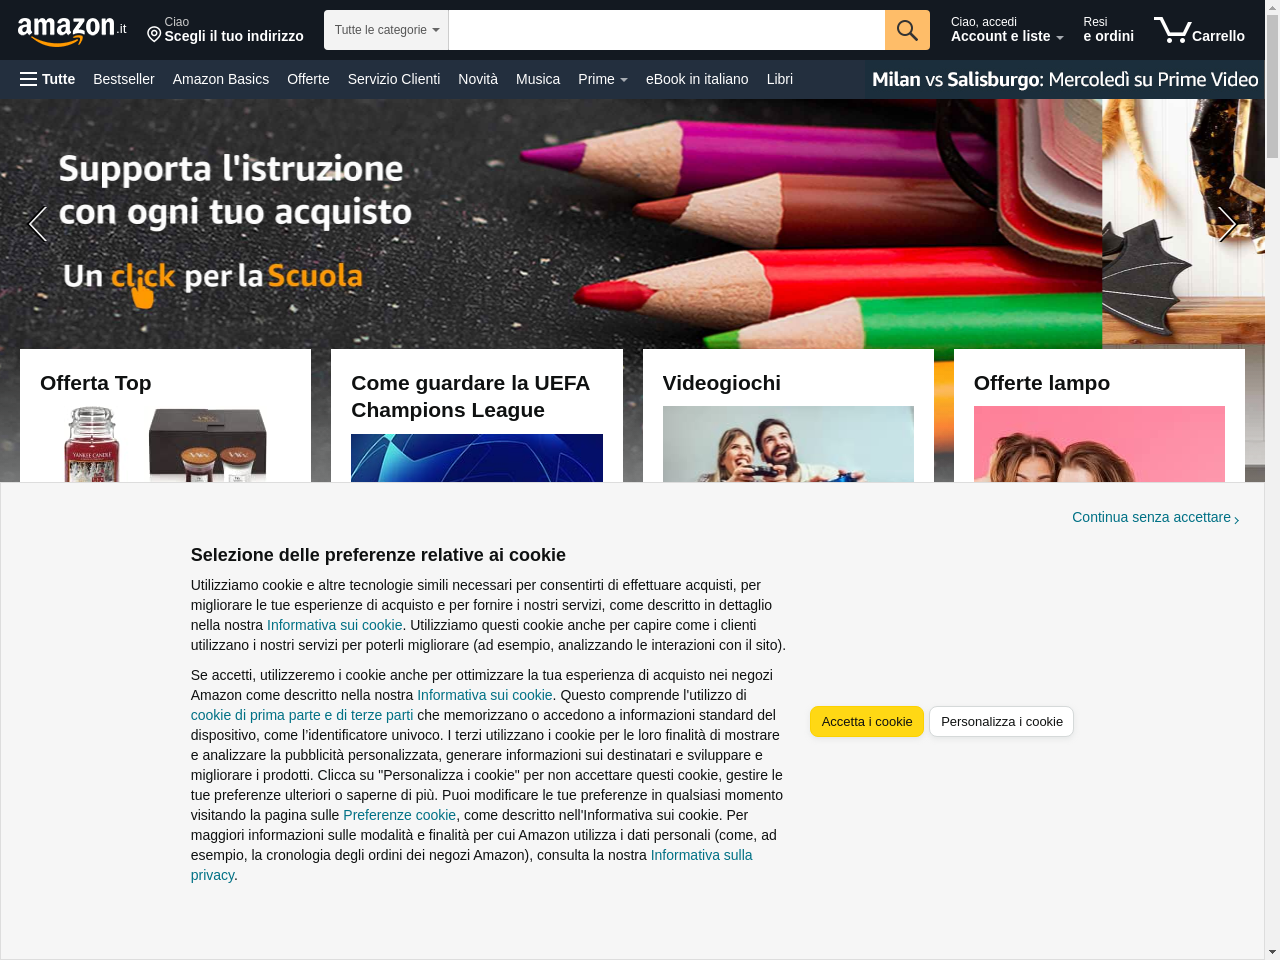 amazon.it
Ciao
Scegli il tuo indirizzo
Tutte le categorie
Ciao, accedi
Account e liste
Resi
e ordini
Carrello
Tutte
Bestseller
Amazon Basics
Offerte
Servizio Clienti
Novità
Musica
Prime
eBook in italiano
Libri
Milan vs Salisburgo: Mercoledì su Prime Video
Supporta l'istruzione
con ogni tuo acquisto
Un click per la Scuola
Offerta Top
Come guardare la UEFA
Champions League
Videogiochi
Offerte lampo
YANKEE CANDLE
Continua senza accettare
Selezione delle preferenze relative ai cookie
Utilizziamo cookie e altre tecnologie simili necessari per consentirti di effettuare acquisti, per
migliorare le tue esperienze di acquisto e per fornire i nostri servizi, come descritto in dettaglio
nella nostra Informativa sui cookie. Utilizziamo questi cookie anche per capire come i clienti
utilizzano i nostri servizi per poterli migliorare (ad esempio, analizzando le interazioni con il sito).
Se accetti, utilizzeremo i cookie anche per ottimizzare la tua esperienza di acquisto nei negozi
Amazon come descritto nella nostra Informativa sui cookie. Questo comprende l'utilizzo di
cookie di prima parte e di terze parti che memorizzano o accedono a informazioni standard del
dispositivo, come l’identificatore univoco. I terzi utilizzano i cookie per le loro finalità di mostrare
e analizzare la pubblicità personalizzata, generare informazioni sui destinatari e sviluppare e
migliorare i prodotti. Clicca su "Personalizza i cookie" per non accettare questi cookie, gestire le
tue preferenze ulteriori o saperne di più. Puoi modificare le tue preferenze in qualsiasi momento
visitando la pagina sulle Preferenze cookie, come descritto nell'Informativa sui cookie. Per
maggiori informazioni sulle modalità e finalità per cui Amazon utilizza i dati personali (come, ad
esempio, la cronologia degli ordini dei negozi Amazon), consulta la nostra Informativa sulla
privacy.
Accetta i cookie
Personalizza i cookie